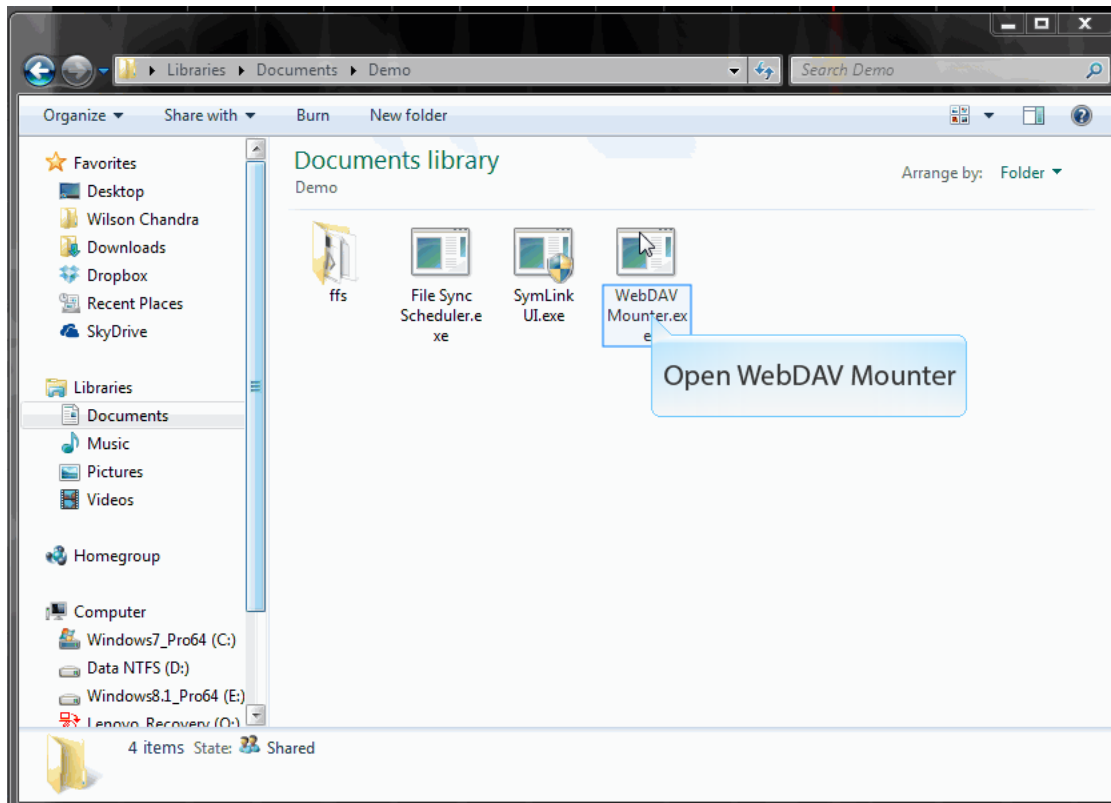 Libraries Documents Demo
Search Demo
Organize Share with Burn New folder
Favorites
Desktop
Wilson Chandra
Downloads
Dropbox
Recent Places
SkyDrive
Libraries
Documents
Music
Pictures
Videos
Homegroup
Computer
Windows7_Pro64 (C:)
Data NTFS (D:)
Windows8.1_Pro64 (E:)
Lenovo_Recovery (Q:)
Documents library
Demo
Arrange by: Folder
ffs
File Sync
Scheduler.e
xe
SymLink
UI.exe
WebDAV
Mounter.ex
e
Open WebDAV Mounter
4 items State: Shared